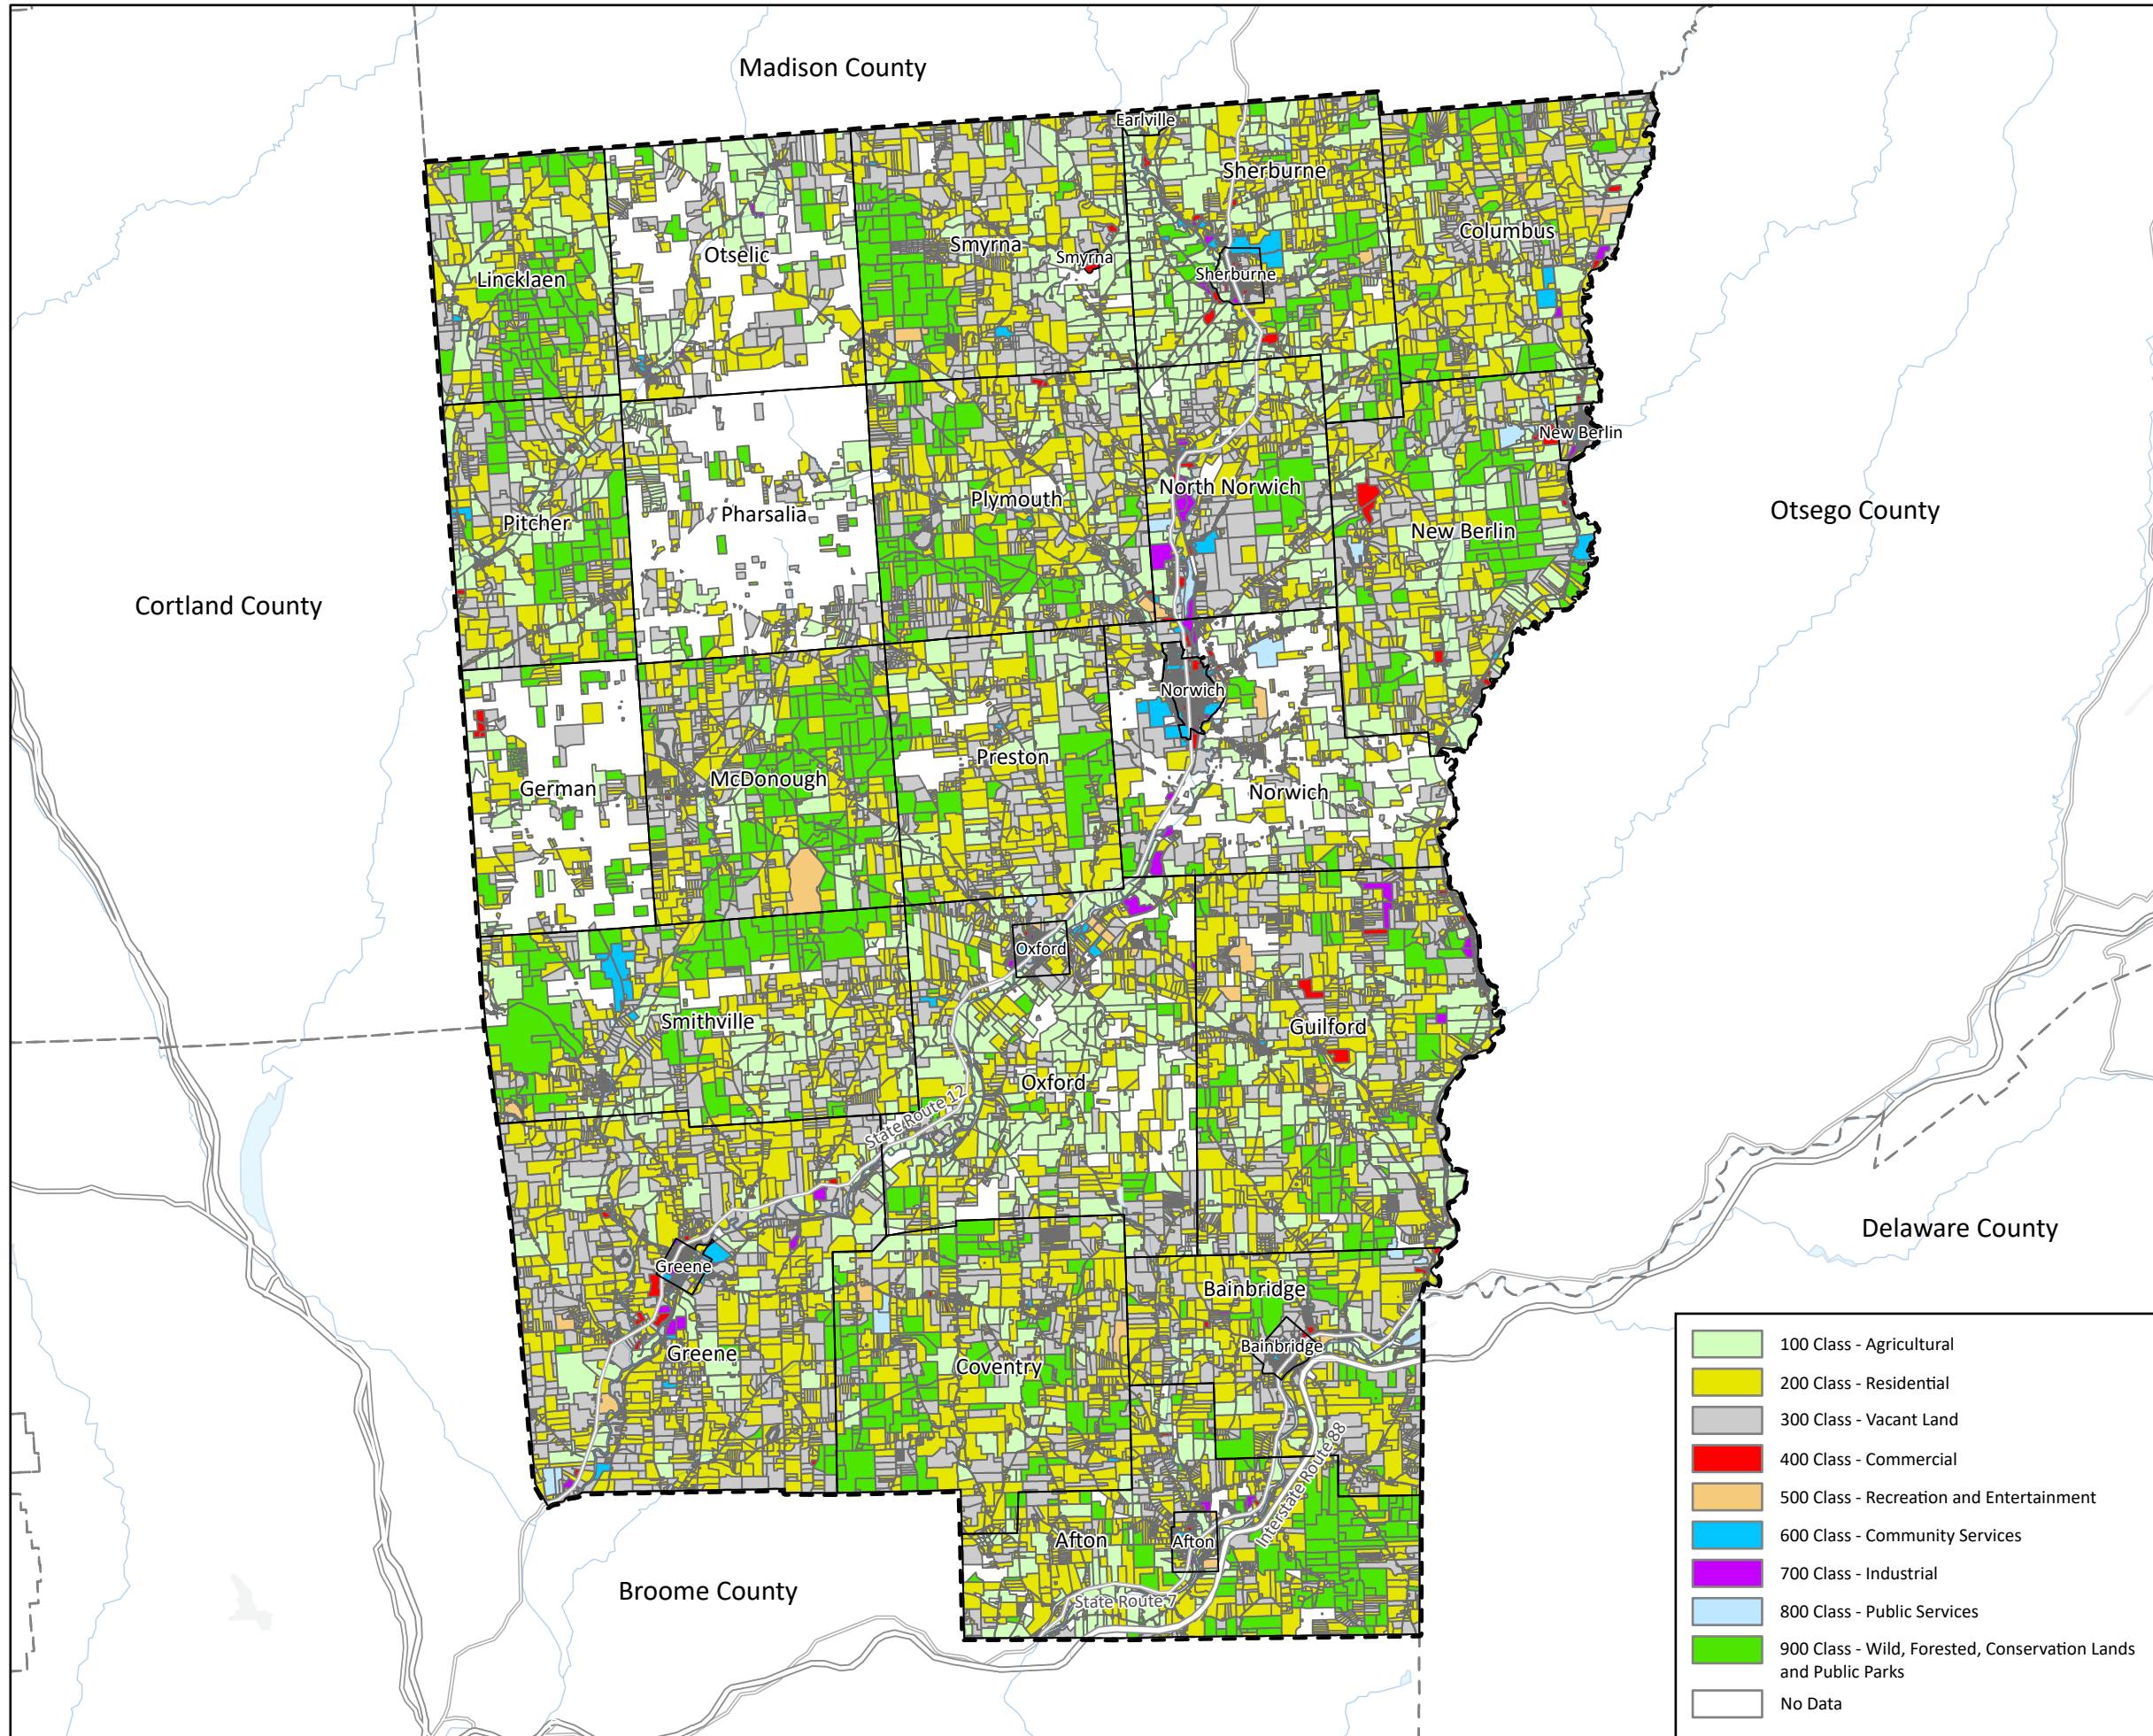 Madison County
Earlville
Sherburne
Columbus
Smyrna
Otselic
Smyrna
Sherburne
Lincklaen
New Berlin
North Norwich
Plymouth
Pharsalia
Pitcher
New Berlin
Otsego County
Cortland County
Norwich
Preston
McDonough
German
Norwich
Oxford
Smithville
Guilford
Oxford
State Route 12
Delaware County
Greene
Bainbridge
Bainbridge
Greene
Coventry
Interstate Route 88
Afton
Afton
Broome County
State Route 7
100 Class - Agricultural
200 Class - Residential
300 Class - Vacant Land
400 Class - Commercial
500 Class - Recreation and Entertainment
600 Class - Community Services
700 Class - Industrial
800 Class - Public Services
900 Class - Wild, Forested, Conservation Lands
and Public Parks
No Data